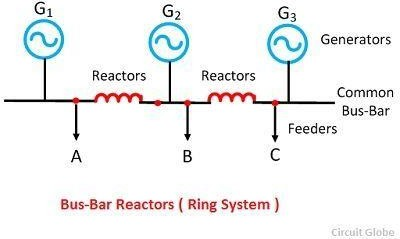 G1 G2 G3
Generators
Reactors Reactors
Common
Bus-Bar
Feeders
A B C
Bus-Bar Reactors ( Ring System )
Circuit Globe